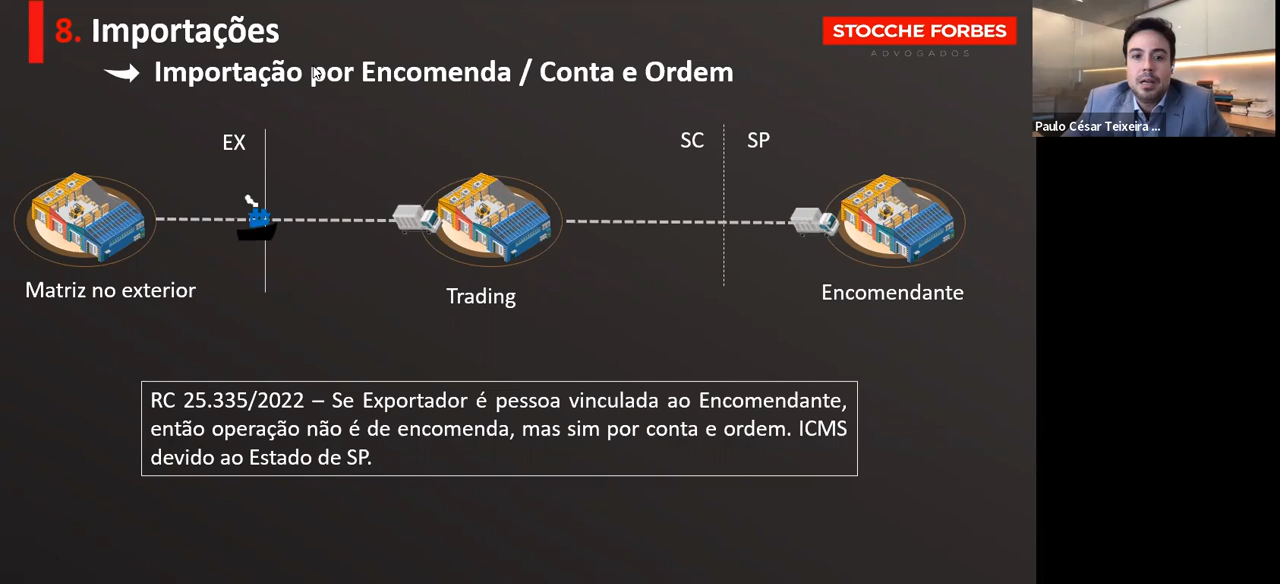 8. Importações
Importação por Encomenda / Conta e Ordem
STOCCHE FORBES
ADVOGADOS
Paulo César Teixeira ...
EX
SC
SP
Matriz no exterior
Trading
Encomendante
RC 25.335/2022 – Se Exportador é pessoa vinculada ao Encomendante,
então operação não é de encomenda, mas sim por conta e ordem. ICMS
devido ao Estado de SP.